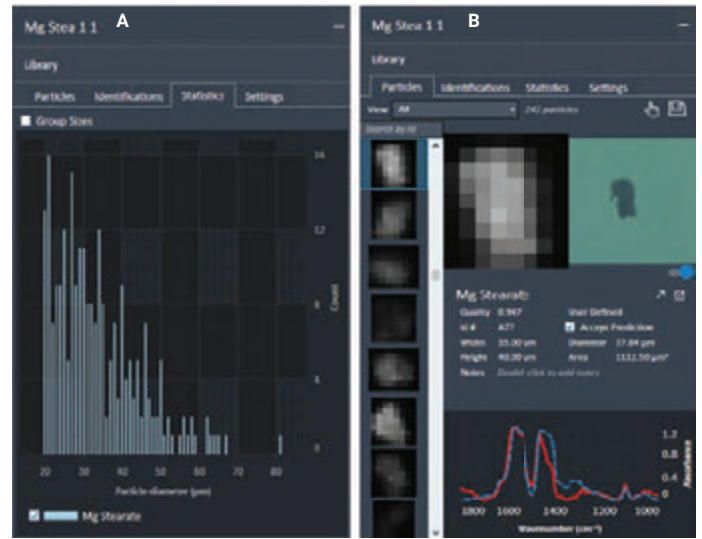 Mg Stea 1 1
A
Library
Particles Identifications Statistics Settings
Group Sizes
16
12
8
4
0
Count
20 30 40 50 60 70 80
Particle diameter (µm)
Mg Stearate
Mg Stea 1 1
B
Library
Particles Identifications Statistics Settings
View All 242 particles
Search by Id
Mg Stearate
Quality 0.947 User Defined
Id # A77 Accept Prediction
Width 35.00 um Diameter 37.64 µm
Height 40.00 um Area 1112.50 µm²
Notes Double click to add notes
1.2
0.8
0.4
0
Absorbance
1800 1600 1400 1200 1000
Wavenumber (cm⁻¹)